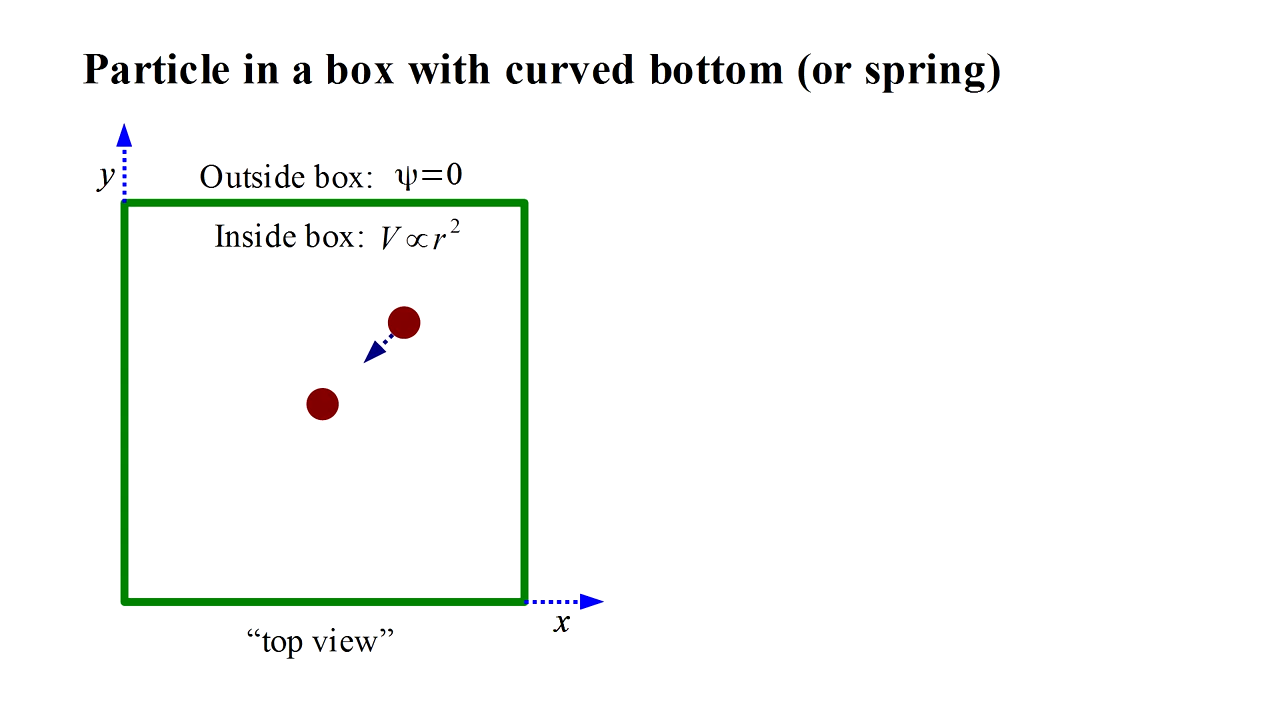 Particle in a box with curved bottom (or spring)
y
Outside box: ψ=0
Inside box: V∝r²
x
“top view”